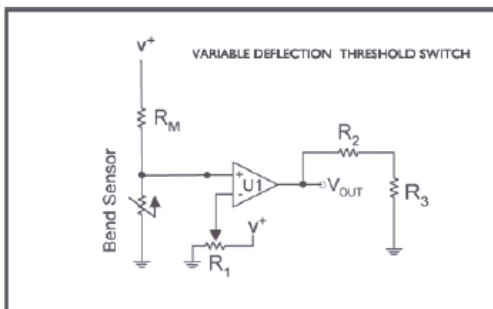 VARIABLE DEFLECTION THRESHOLD SWITCH
V+
RM
Bend Sensor
+
-
U1
R1
V+
VOUT
R2
R3